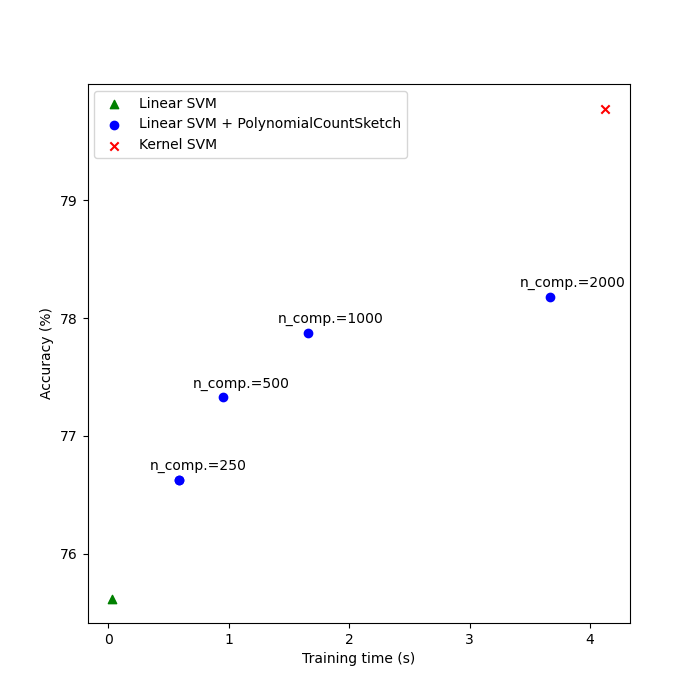 Linear SVM
Linear SVM + PolynomialCountSketch
Kernel SVM
79
n_comp.=2000
78
n_comp.=1000
n_comp.=500
77
n_comp.=250
76
Accuracy (%)
0 1 2 3 4
Training time (s)